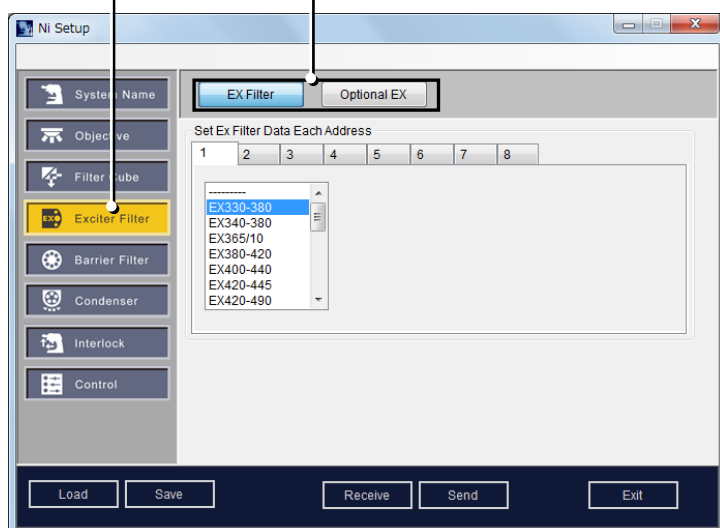 Ni Setup
System Name
Objective
Filter Cube
EXC
Exciter Filter
Barrier Filter
Condenser
Interlock
Control
EX Filter
Optional EX
Set Ex Filter Data Each Address
1 2 3 4 5 6 7 8
---------
EX330-380
EX340-380
EX365/10
EX380-420
EX400-440
EX420-445
EX420-490
Load Save Receive Send Exit